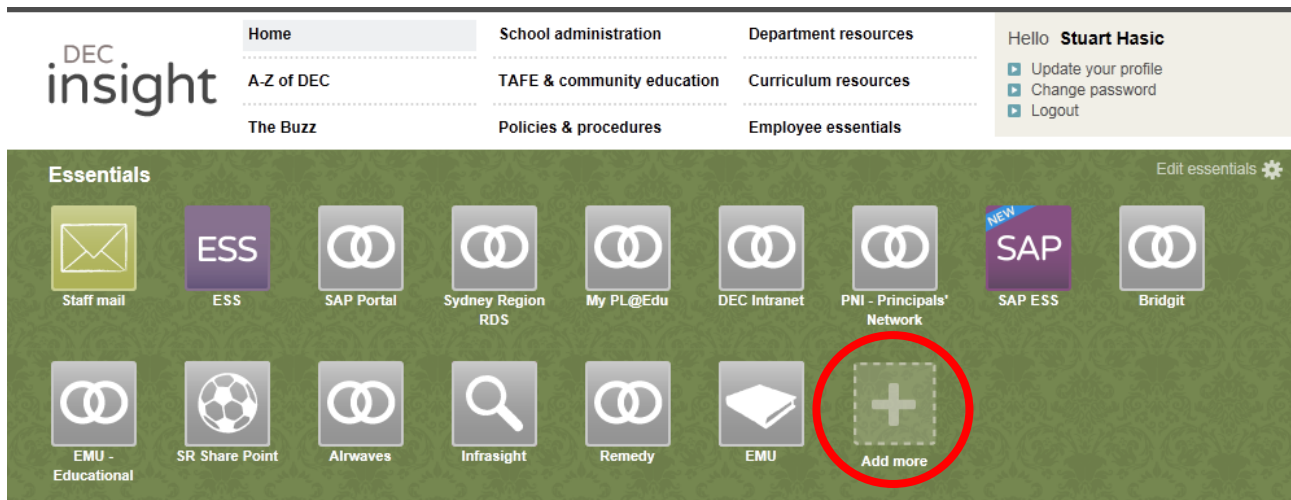 DEC
insight
Home
School administration
Department resources
A-Z of DEC
TAFE & community education
Curriculum resources
The Buzz
Policies & procedures
Employee essentials
Hello Stuart Hasic
Update your profile
Change password
Logout
Essentials
Edit essentials
ESS
NEW
SAP
Staff mail
ESS
SAP Portal
Sydney Region
RDS
My PL@Edu
DEC Intranet
PNI - Principals'
Network
SAP ESS
Bridgit
EMU -
Educational
SR Share Point
AIrwaves
Infrasight
Remedy
EMU
Add more